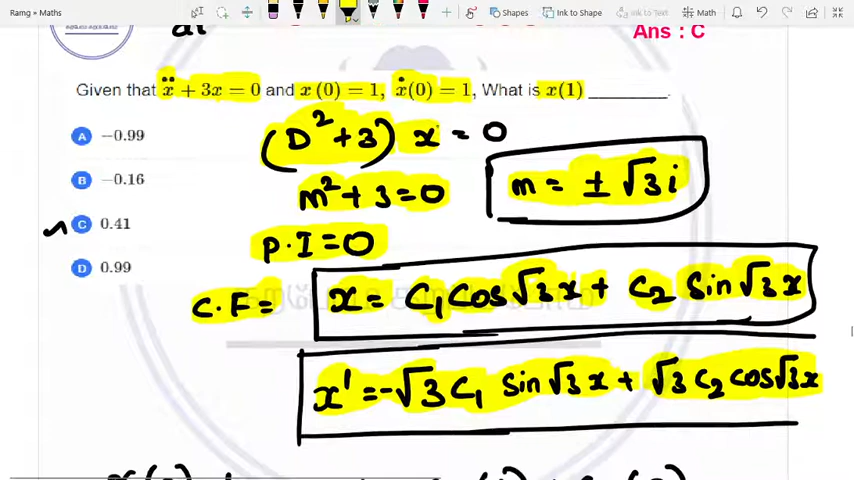 Ramg » Maths
Shapes
Ink to Shape
Ink to Text
Math
Ans : C
Given that ẍ + 3x = 0 and x (0) = 1, ẋ(0) = 1, What is x(1) ________.
A −0.99
B −0.16
C 0.41
D 0.99
(D² + 3) x = 0
m² + 3 = 0
m = ± √3 i
P.I = 0
C.F = x = C₁ cos √3 x + C₂ sin √3 x
x' = -√3 C₁ sin √3 x + √3 C₂ cos √3 x